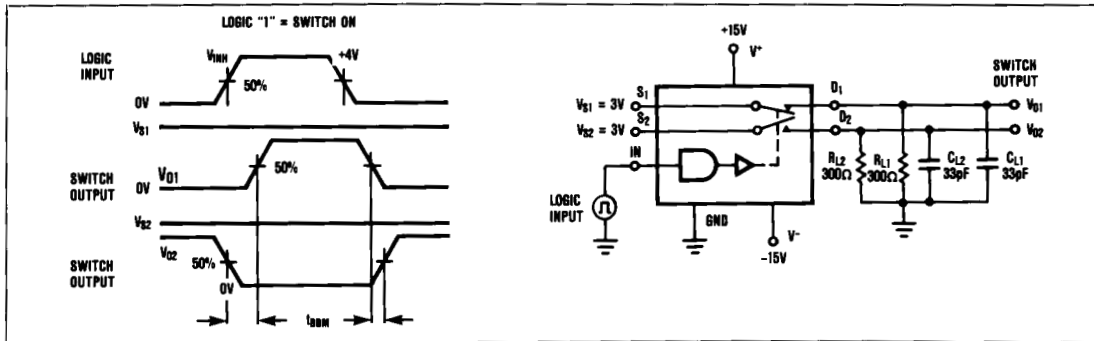 LOGIC "1" = SWITCH ON
LOGIC INPUT
VINH
+4V
50%
0V
VS1
SWITCH OUTPUT
VO1
50%
0V
VS2
SWITCH OUTPUT
VO2
50%
0V
tBBM
+15V
V+
SWITCH OUTPUT
S1
D1
VS1 = 3V
VO1
S2
D2
VS2 = 3V
VO2
IN
RL2 300Ω
RL1 300Ω
CL2 33pF
CL1 33pF
LOGIC INPUT
GND
V−
−15V